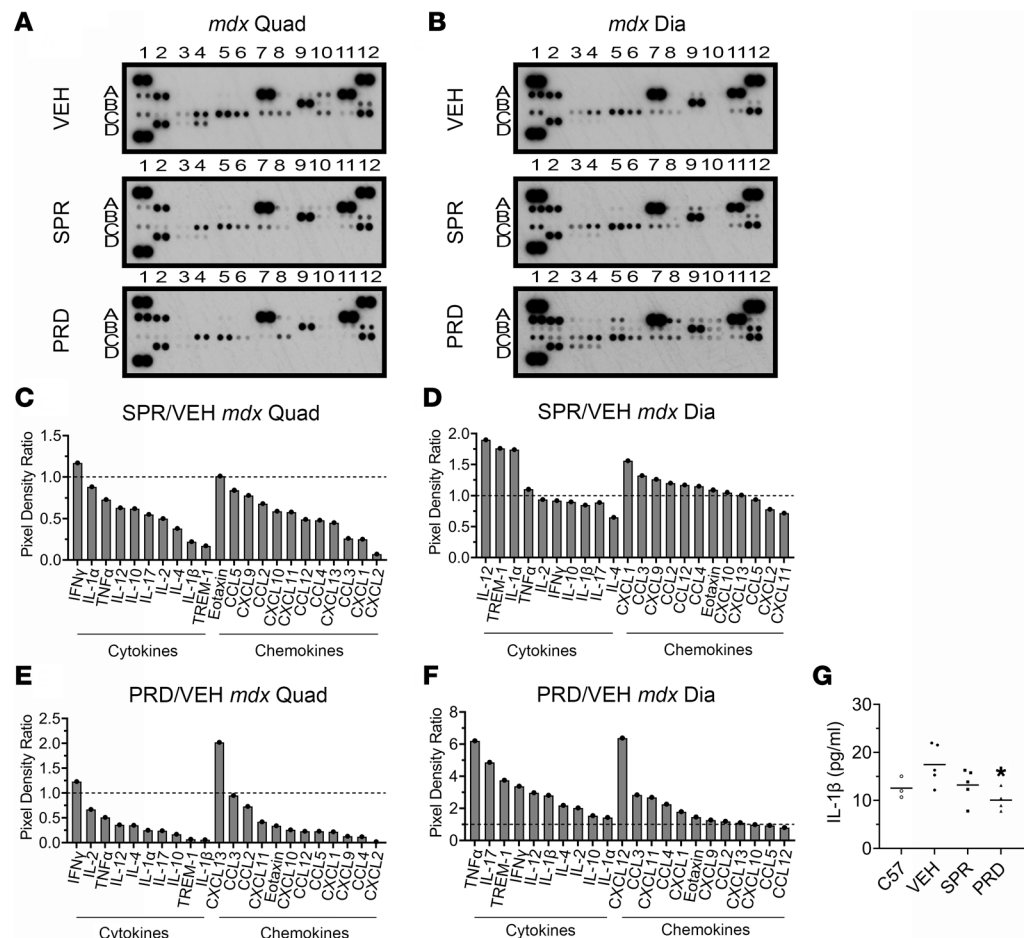 A
mdx Quad
1 2 3 4 5 6 7 8 9 10 11 12
VEH
A
B
C
D
1 2 3 4 5 6 7 8 9 10 11 12
SPR
A
B
C
D
1 2 3 4 5 6 7 8 9 10 11 12
PRD
A
B
C
D
B
mdx Dia
1 2 3 4 5 6 7 8 9 10 11 12
VEH
A
B
C
D
1 2 3 4 5 6 7 8 9 10 11 12
SPR
A
B
C
D
1 2 3 4 5 6 7 8 9 10 11 12
PRD
A
B
C
D
C
SPR/VEH mdx Quad
Pixel Density Ratio
1.5
1.0
0.5
0.0
IFNγ
IL-1α
TNFα
IL-12
IL-10
IL-17
IL-2
IL-4
IL-1β
TREM-1
Eotaxin
CCL5
CXCL9
CCL2
CXCL10
CXCL11
CCL12
CCL4
CXCL13
CCL3
CXCL1
CXCL2
Cytokines
Chemokines
D
SPR/VEH mdx Dia
Pixel Density Ratio
2.0
1.5
1.0
0.5
0.0
IL-12
TREM-1
IL-1α
TNFα
IL-2
IFNγ
IL-10
IL-1β
IL-17
IL-4
CXCL1
CCL3
CXCL9
CCL2
CCL12
CCL4
Eotaxin
CXCL10
CXCL13
CCL5
CXCL2
CXCL11
Cytokines
Chemokines
E
PRD/VEH mdx Quad
Pixel Density Ratio
2.5
2.0
1.5
1.0
0.5
0.0
IFNγ
IL-2
TNFα
IL-12
IL-4
IL-1α
IL-17
IL-10
TREM-1
IL-1β
CXCL13
CCL3
CCL2
CXCL11
Eotaxin
CXCL10
CCL12
CCL5
CXCL1
CXCL9
CCL4
CXCL2
Cytokines
Chemokines
F
PRD/VEH mdx Dia
Pixel Density Ratio
8
6
4
2
0
TNFα
IL-17
TREM-1
IFNγ
IL-12
IL-1β
IL-4
IL-2
IL-10
IL-1α
CXCL12
CCL3
CXCL11
CCL4
CXCL1
Eotaxin
CXCL9
CCL2
CXCL13
CXCL10
CCL5
CCL12
Cytokines
Chemokines
G
IL-1β (pg/ml)
30
20
10
0
*
C57
VEH
SPR
PRD